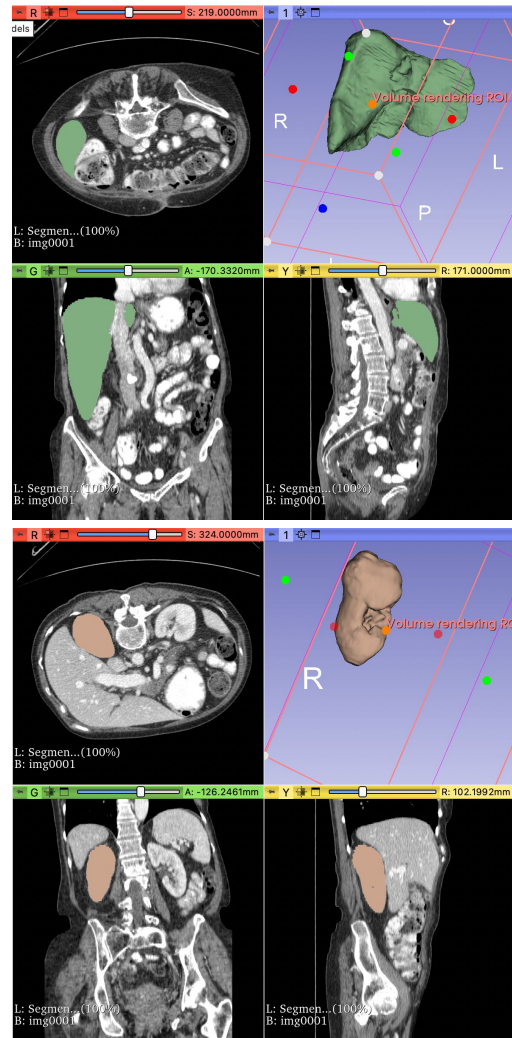 R S: 219.0000mm
1
dels
L: Segmen...(100%)
B: img0001
Volume rendering ROI
R
L
P
G A: -170.3320mm
Y R: 171.0000mm
L: Segmen...(100%)
B: img0001
L: Segmen...(100%)
B: img0001
R S: 324.0000mm
1
L: Segmen...(100%)
B: img0001
Volume rendering RO
R
G A: -126.2461mm
Y R: 102.1992mm
L: Segmen...(100%)
B: img0001
L: Segmen...(100%)
B: img0001